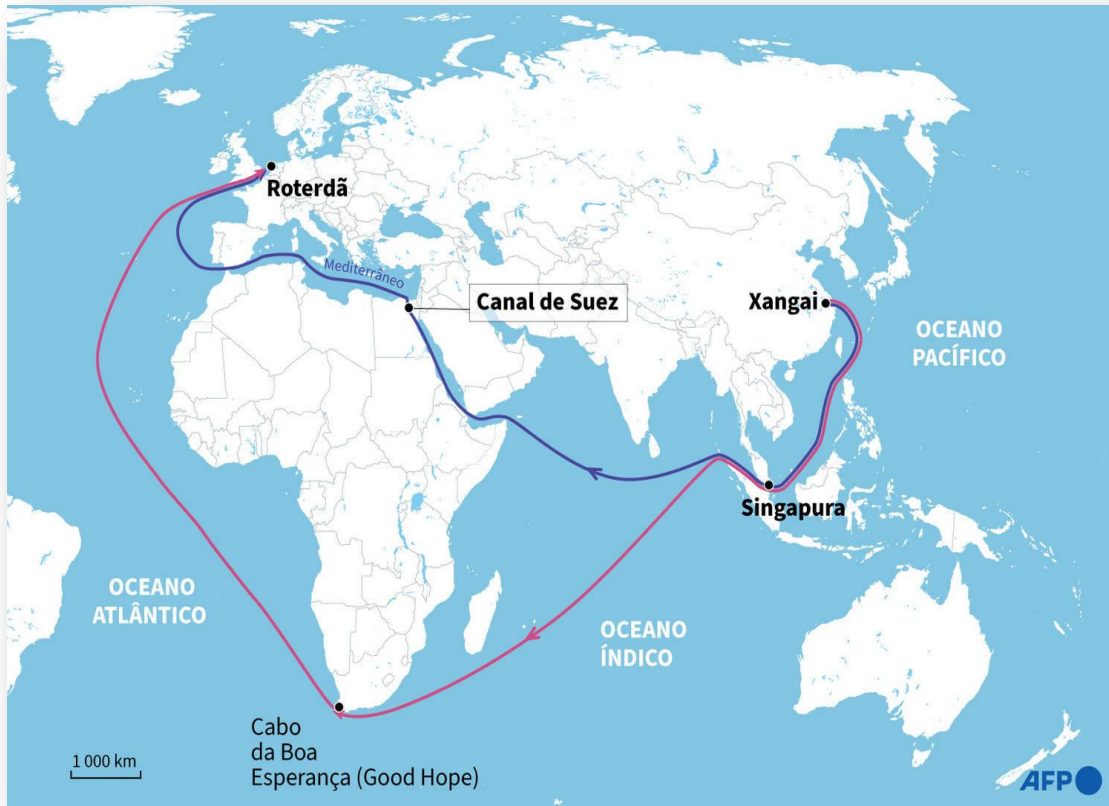 Roterdã
Mediterrâneo
Canal de Suez
Xangai
OCEANO
PACÍFICO
Singapura
OCEANO
ATLÂNTICO
OCEANO
ÍNDICO
Cabo
da Boa
Esperança (Good Hope)
1 000 km
AFP